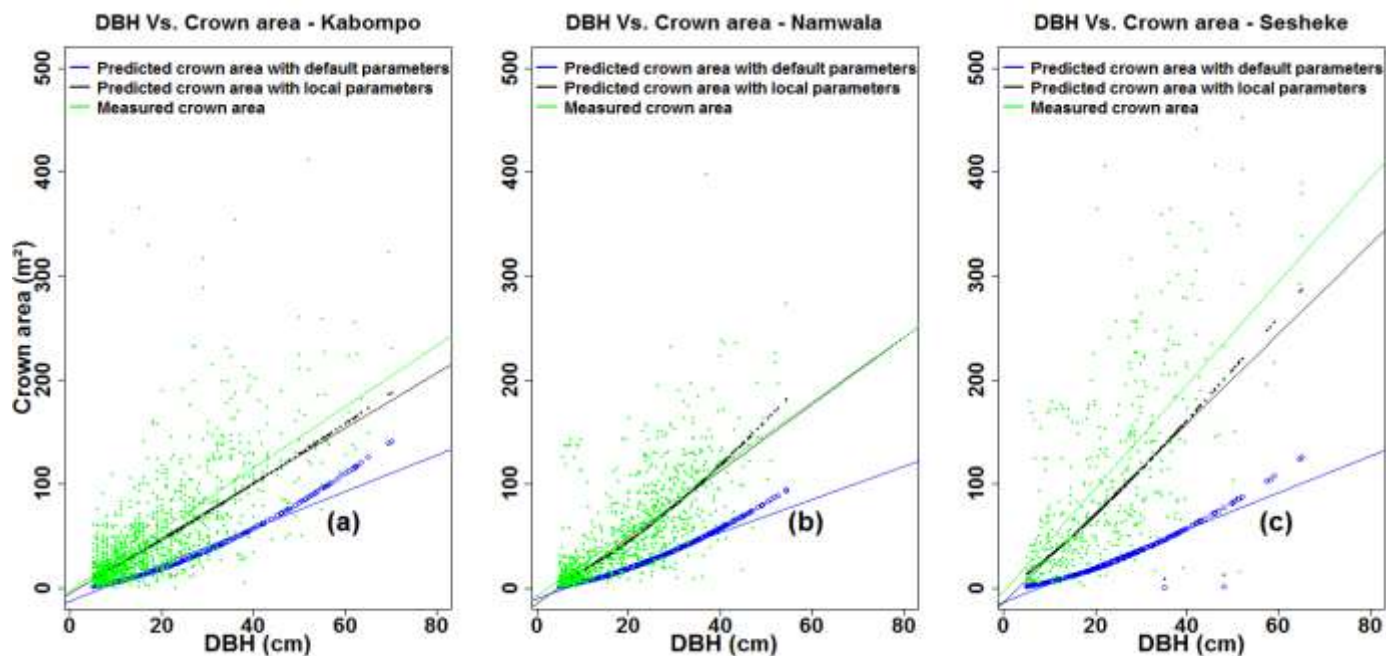 DBH Vs. Crown area - Kabompo
Predicted crown area with default parameters
Predicted crown area with local parameters
Measured crown area
Crown area (m²)
500
400
300
200
100
0
(a)
0 20 40 60 80
DBH (cm)
DBH Vs. Crown area - Namwala
Predicted crown area with default parameters
Predicted crown area with local parameters
Measured crown area
500
400
300
200
100
0
(b)
0 20 40 60 80
DBH (cm)
DBH Vs. Crown area - Sesheke
Predicted crown area with default parameters
Predicted crown area with local parameters
Measured crown area
500
400
300
200
100
0
(c)
0 20 40 60 80
DBH (cm)